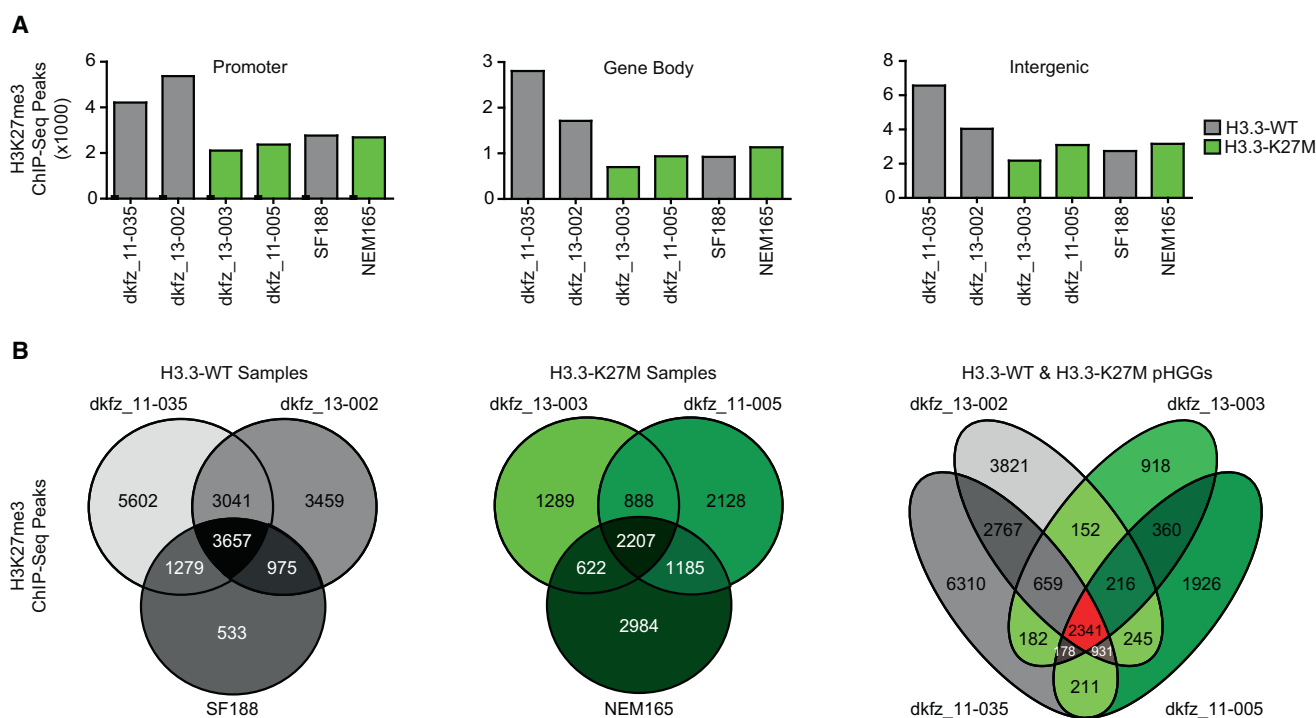 A
Promoter
Gene Body
Intergenic
H3K27me3
ChIP-Seq Peaks
(x1000)
6
4
2
0
dkfz_11-035
dkfz_13-002
dkfz_13-003
dkfz_11-005
SF188
NEM165
3
2
1
0
dkfz_11-035
dkfz_13-002
dkfz_13-003
dkfz_11-005
SF188
NEM165
8
6
4
2
0
dkfz_11-035
dkfz_13-002
dkfz_13-003
dkfz_11-005
SF188
NEM165
H3.3-WT
H3.3-K27M
B
H3K27me3
ChIP-Seq Peaks
H3.3-WT Samples
dkfz_11-035
dkfz_13-002
5602
3041
3459
3657
1279
975
533
SF188
H3.3-K27M Samples
dkfz_13-003
dkfz_11-005
1289
888
2128
2207
622
1185
2984
NEM165
H3.3-WT & H3.3-K27M pHGGs
dkfz_13-002
dkfz_13-003
3821
918
2767
152
360
6310
659
216
1926
182
2341
245
178
931
211
dkfz_11-035
dkfz_11-005